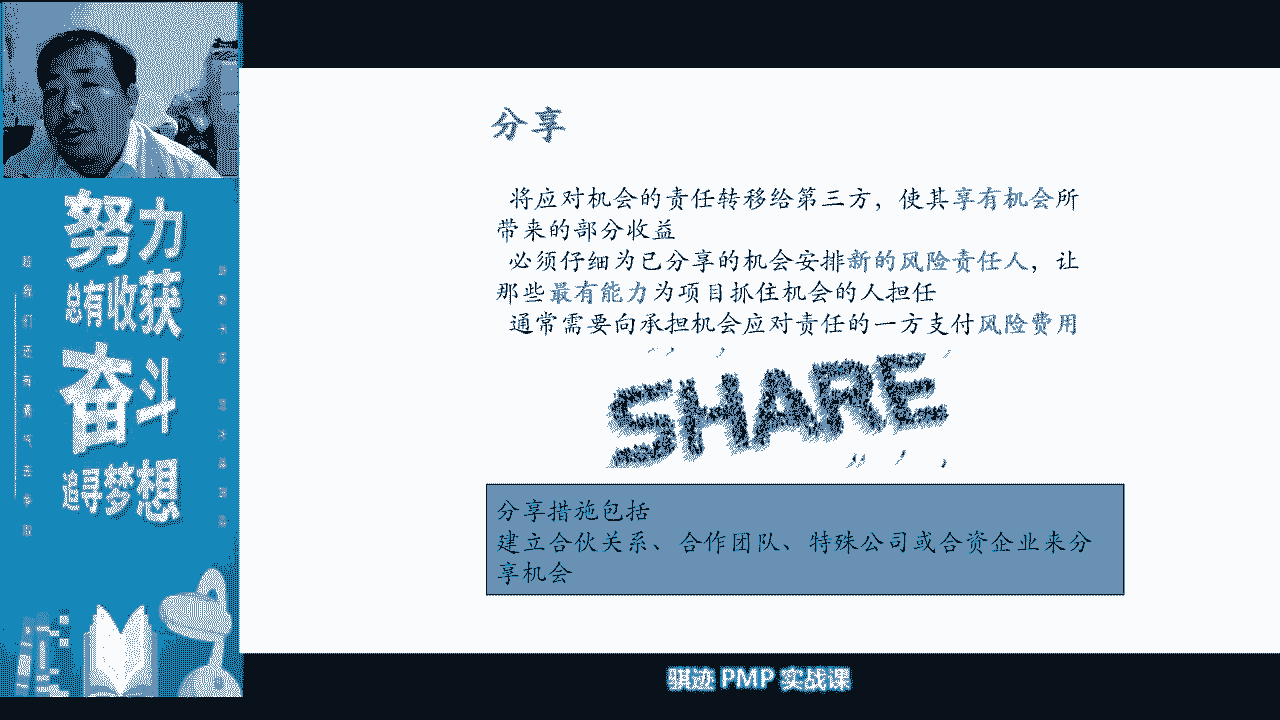 分享
将应对机会的责任转移给第三方，使其享有机会所
带来的部分收益
必须仔细为已分享的机会安排新的风险责任人，让
那些最有能力为项目抓住机会的人担任
通常需要向承担机会应对责任的一方支付风险费用
SHARE
分享措施包括
建立合伙关系、合作团队、特殊公司或合资企业来分
享机会
努力
总有收获
奋斗
追寻梦想
骐迹 PMP 实战课